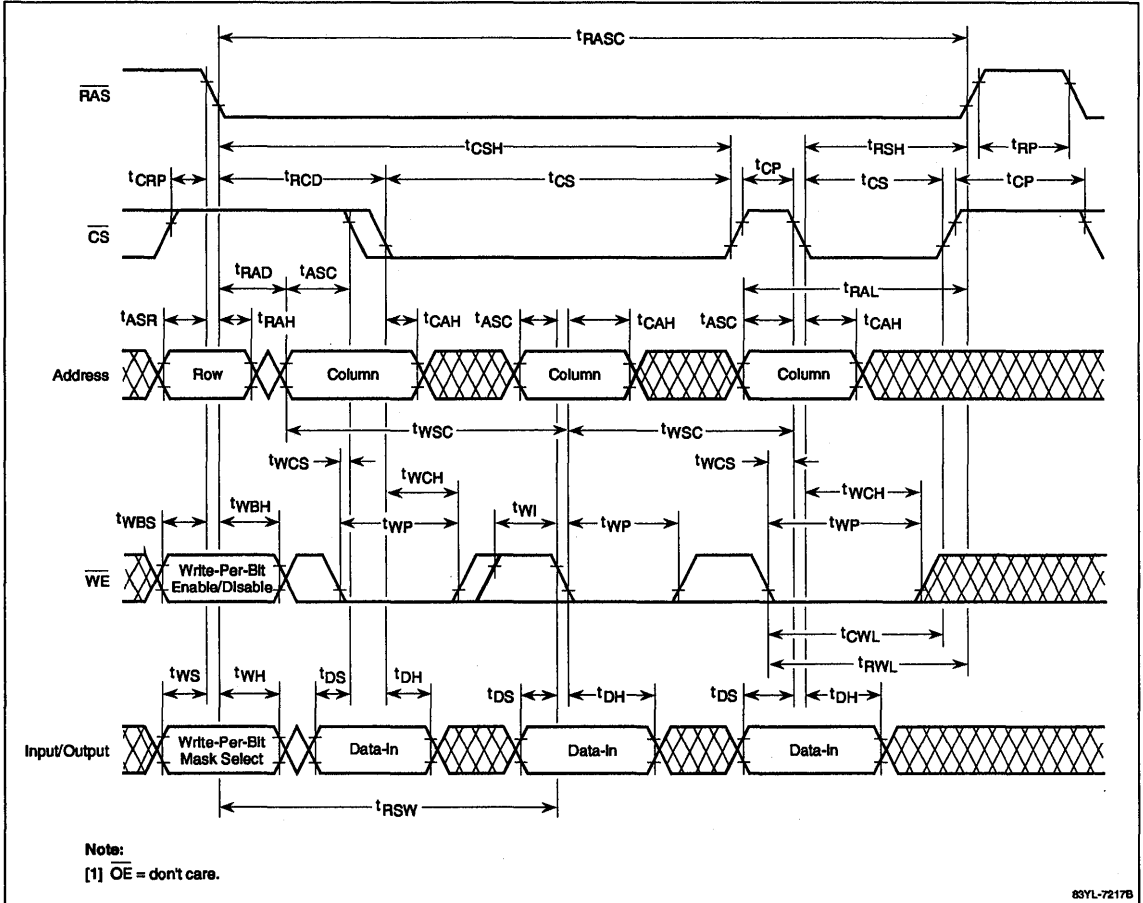 tRASC
RAS
tCSH tRSH tRP
tCRP tRCD tCS tCP tCS tCP
CS
tRAD tASC tRAL
tASR tRAH tCAH tASC tCAH tASC tCAH
Address Row Column Column Column
tWSC tWSC
tWCS tWCS
tWCH tWCH
tWBS tWBH tWP tWI tWP tWP
WE Write-Per-Bit Enable/Disable
tCWL
tRWL
tWS tWH tDS tDH tDS tDH tDS tDH
Input/Output Write-Per-Bit Mask Select Data-In Data-In Data-In
tRSW
Note:
[1] OE = don't care.
83YL-7217B